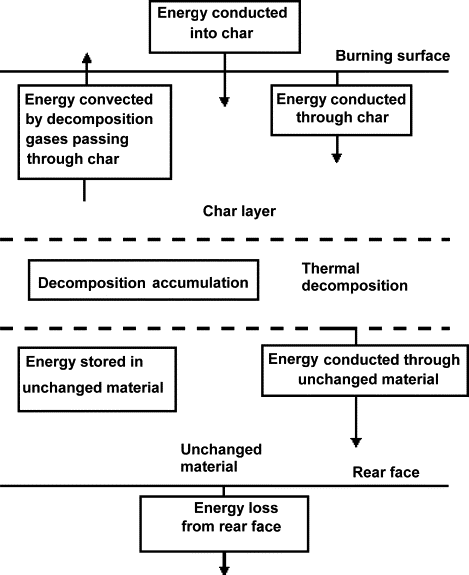 Energy conducted
into char
Burning surface
Energy convected
by decomposition
gases passing
through char
Energy conducted
through char
Char layer
Decomposition accumulation
Thermal
decomposition
Energy stored in
unchanged material
Energy conducted through
unchanged material
Unchanged
material
Rear face
Energy loss
from rear face